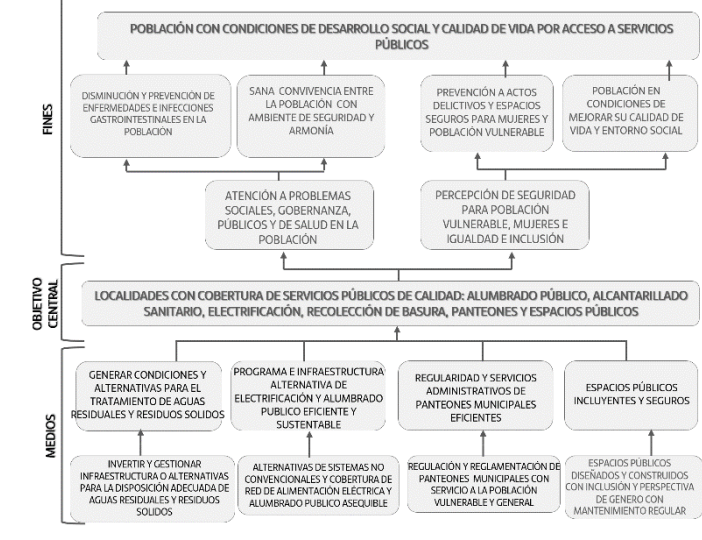 POBLACIÓN CON CONDICIONES DE DESARROLLO SOCIAL Y CALIDAD DE VIDA POR ACCESO A SERVICIOS
PÚBLICOS
FINES
DISMINUCIÓN Y PREVENCIÓN DE
ENFERMEDADES E INFECCIONES
GASTROINTESTINALES EN LA
POBLACIÓN
SANA CONVIVENCIA ENTRE
LA POBLACIÓN CON
AMBIENTE DE SEGURIDAD Y
ARMONÍA
PREVENCIÓN A ACTOS
DELICTIVOS Y ESPACIOS
SEGUROS PARA MUJERES Y
POBLACIÓN VULNERABLE
POBLACIÓN EN
CONDICIONES DE
MEJORAR SU CALIDAD DE
VIDA Y ENTORNO SOCIAL
ATENCIÓN A PROBLEMAS
SOCIALES, GOBERNANZA,
PÚBLICOS Y DE SALUD EN LA
POBLACIÓN
PERCEPCIÓN DE SEGURIDAD
PARA POBLACIÓN
VULNERABLE, MUJERES E
IGUALDAD E INCLUSIÓN
OBJETIVO
CENTRAL
LOCALIDADES CON COBERTURA DE SERVICIOS PÚBLICOS DE CALIDAD: ALUMBRADO PÚBLICO, ALCANTARILLADO
SANITARIO, ELECTRIFICACIÓN, RECOLECCIÓN DE BASURA, PANTEONES Y ESPACIOS PÚBLICOS
MEDIOS
GENERAR CONDICIONES Y
ALTERNATIVAS PARA EL
TRATAMIENTO DE AGUAS
RESIDUALES Y RESIDUOS SOLIDOS
PROGRAMA E INFRAESTRUCTURA
ALTERNATIVA DE
ELECTRIFICACIÓN Y ALUMBRADO
PUBLICO EFICIENTE Y
SUSTENTABLE
REGULARIDAD Y SERVICIOS
ADMINISTRATIVOS DE
PANTEONES MUNICIPALES
EFICIENTES
ESPACIOS PÚBLICOS
INCLUYENTES Y SEGUROS
INVERTIR Y GESTIONAR
INFRAESTRUCTURA O ALTERNATIVAS
PARA LA DISPOSICIÓN ADECUADA DE
AGUAS RESIDUALES Y RESIDUOS
SOLIDOS
ALTERNATIVAS DE SISTEMAS NO
CONVENCIONALES Y COBERTURA DE
RED DE ALIMENTACIÓN ELÉCTRICA Y
ALUMBRADO PUBLICO ASEQUIBLE
REGULACIÓN Y REGLAMENTACIÓN DE
PANTEONES MUNICIPALES CON
SERVICIO A LA POBLACIÓN
VULNERABLE Y GENERAL
ESPACIOS PÚBLICOS
DISEÑADOS Y CONSTRUIDOS
CON INCLUSIÓN Y PERSPECTIVA
DE GENERO CON
MANTENIMIENTO REGULAR